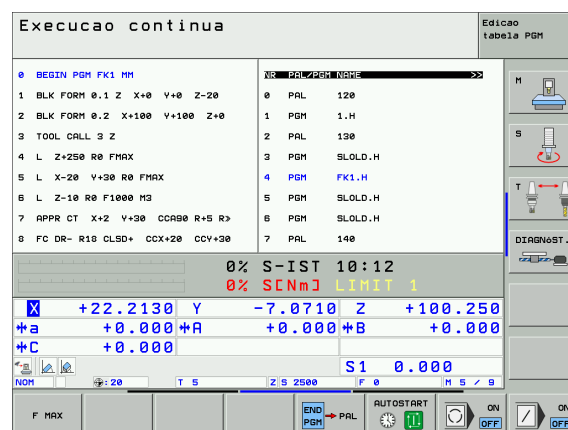 Execucao continua
Edicao
tabela PGM
0 BEGIN PGM FK1 MM
1 BLK FORM 0.1 Z X+0 Y+0 Z-20
2 BLK FORM 0.2 X+100 Y+100 Z+0
3 TOOL CALL 3 Z
4 L Z+250 R0 FMAX
5 L X-20 Y+30 R0 FMAX
6 L Z-10 R0 F1000 M3
7 APPR CT X+2 Y+30 CCA90 R+5 R»
8 FC DR- R18 CLSD+ CCX+20 CCY+30
NR PAL/PGM NAME >>
0 PAL 120
1 PGM 1.H
2 PAL 130
3 PGM SLOLD.H
4 PGM FK1.H
5 PGM SLOLD.H
6 PGM SLOLD.H
7 PAL 140
M
S
T
DIAGNóST.
0% S-IST 10:12
0% S[Nm] LIMIT 1
X +22.2130 Y -7.0710 Z +100.250
*a +0.000 *A +0.000 *B +0.000
*C +0.000
S1 0.000
NOM :20 T 5 Z S 2500 F 0 M 5 / 9
F MAX
END
PGM → PAL
AUTOSTART
ON
OFF
ON
OFF